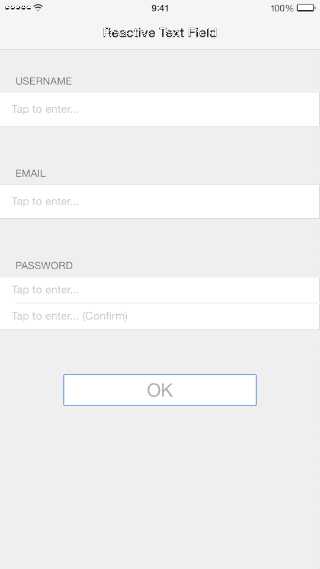 9:41
100%
Reactive Text Field
USERNAME
Tap to enter...
EMAIL
Tap to enter...
PASSWORD
Tap to enter...
Tap to enter... (Confirm)
OK